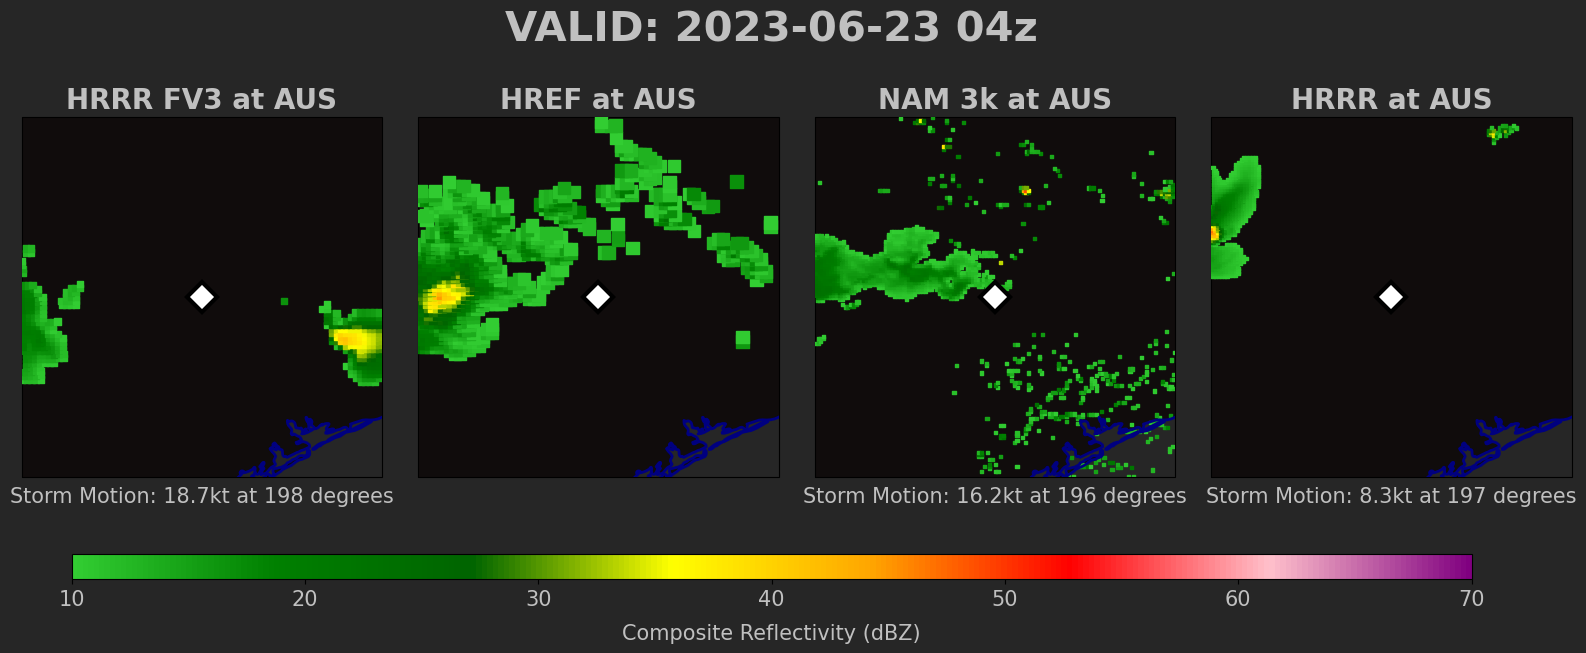 VALID: 2023-06-23 04z
HRRR FV3 at AUS
HREF at AUS
NAM 3k at AUS
HRRR at AUS
Storm Motion: 18.7kt at 198 degrees
Storm Motion: 16.2kt at 196 degrees
Storm Motion: 8.3kt at 197 degrees
10 20 30 40 50 60 70
Composite Reflectivity (dBZ)